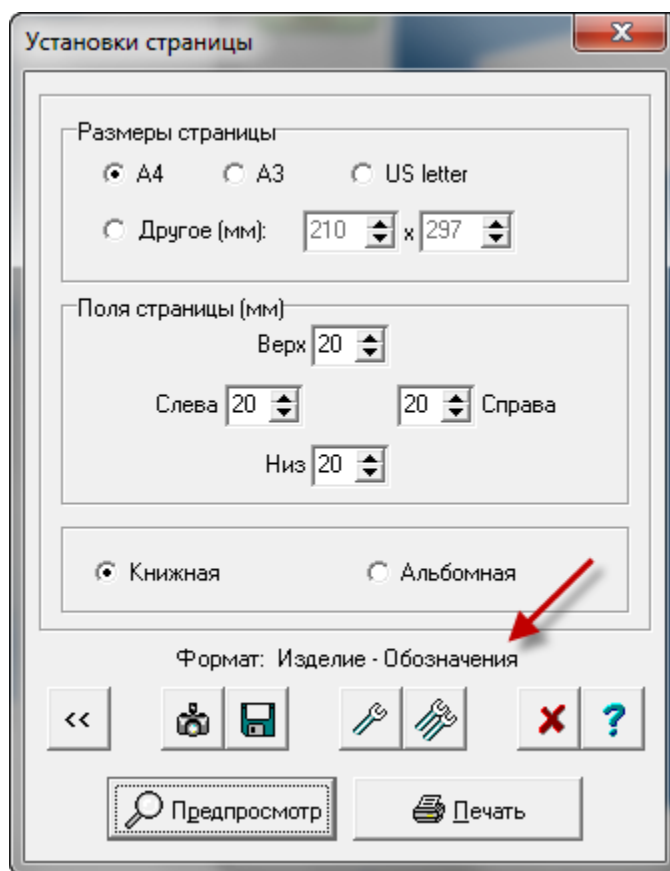 Установки страницы
Размеры страницы
A4 A3 US letter
Другое (мм): 210 x 297
Поля страницы (мм)
Верх 20
Слева 20 20 Справа
Низ 20
Книжная Альбомная
Формат: Изделие - Обозначения
<< ?
Предпросмотр Печать